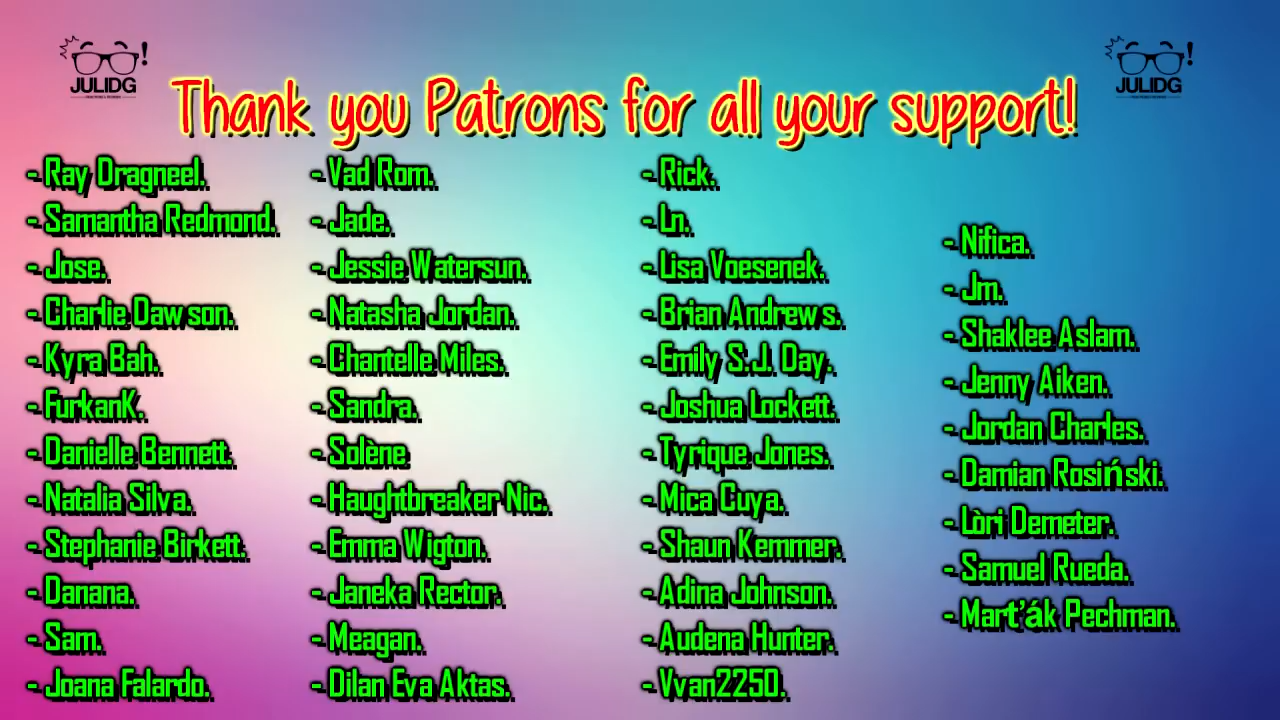 JULIDG
JULIDG
Thank you Patrons for all your support!
- Ray Dragneel.
- Samantha Redmond.
- Jose.
- Charlie Dawson.
- Kyra Bah.
- FurkanK.
- Danielle Bennett.
- Natalia Silva.
- Stephanie Birkett.
- Danana.
- Sam.
- Joana Falardo.
- Vad Rom.
- Jade.
- Jessie Watersun.
- Natasha Jordan.
- Chantelle Miles.
- Sandra.
- Solène
- Haughtbreaker Nic.
- Emma Wigton.
- Janeka Rector.
- Meagan.
- Dilan Eva Aktas.
- Rick.
- Ln.
- Lisa Voesenek.
- Brian Andrews.
- Emily S.J. Day.
- Joshua Lockett.
- Tyrique Jones.
- Mica Cuya.
- Shaun Kemmer.
- Adina Johnson.
- Audena Hunter.
- Vvan2250.
- Nifica.
- Jm.
- Shaklee Aslam.
- Jenny Aiken.
- Jordan Charles.
- Damian Rosiński.
- Lòri Demeter.
- Samuel Rueda.
- Marťák Pechman.